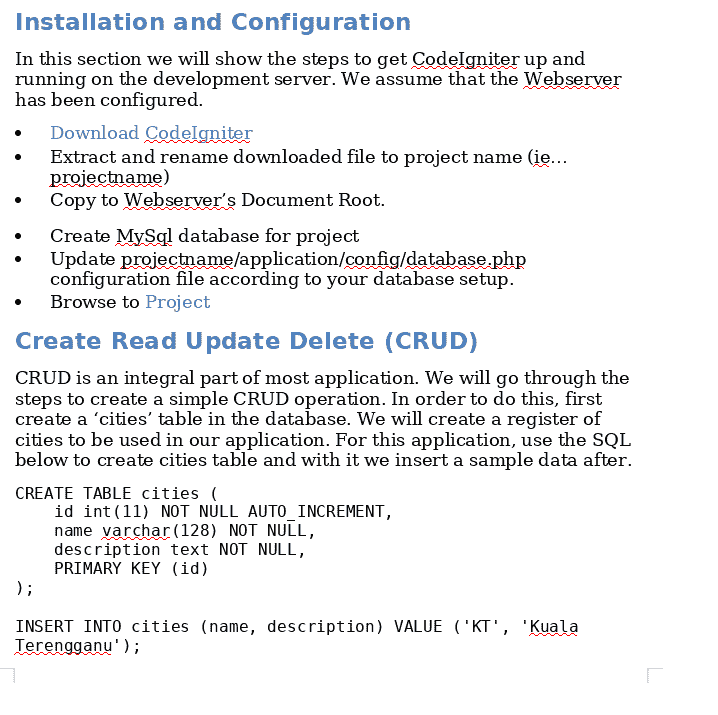 Installation and Configuration
In this section we will show the steps to get CodeIgniter up and
running on the development server. We assume that the Webserver
has been configured.
• Download CodeIgniter
• Extract and rename downloaded file to project name (ie...
projectname)
• Copy to Webserver’s Document Root.
• Create MySql database for project
• Update projectname/application/config/database.php
configuration file according to your database setup.
• Browse to Project
Create Read Update Delete (CRUD)
CRUD is an integral part of most application. We will go through the
steps to create a simple CRUD operation. In order to do this, first
create a ‘cities’ table in the database. We will create a register of
cities to be used in our application. For this application, use the SQL
below to create cities table and with it we insert a sample data after.
CREATE TABLE cities (
    id int(11) NOT NULL AUTO_INCREMENT,
    name varchar(128) NOT NULL,
    description text NOT NULL,
    PRIMARY KEY (id)
);
INSERT INTO cities (name, description) VALUE ('KT', 'Kuala
Terengganu');